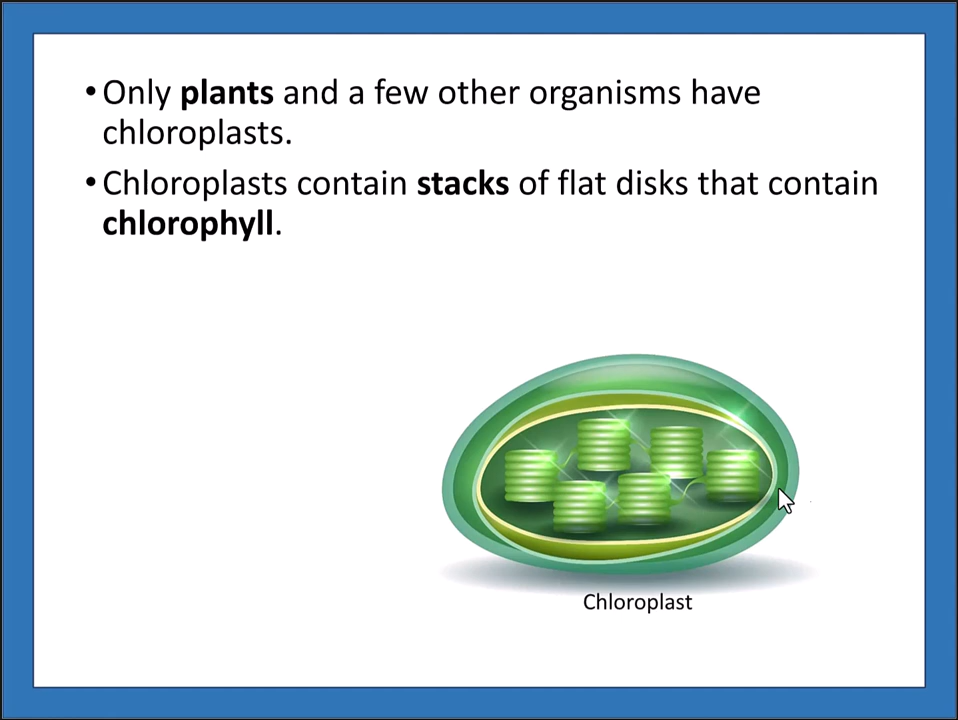 •Only plants and a few other organisms have
chloroplasts.
•Chloroplasts contain stacks of flat disks that contain
chlorophyll.
Chloroplast